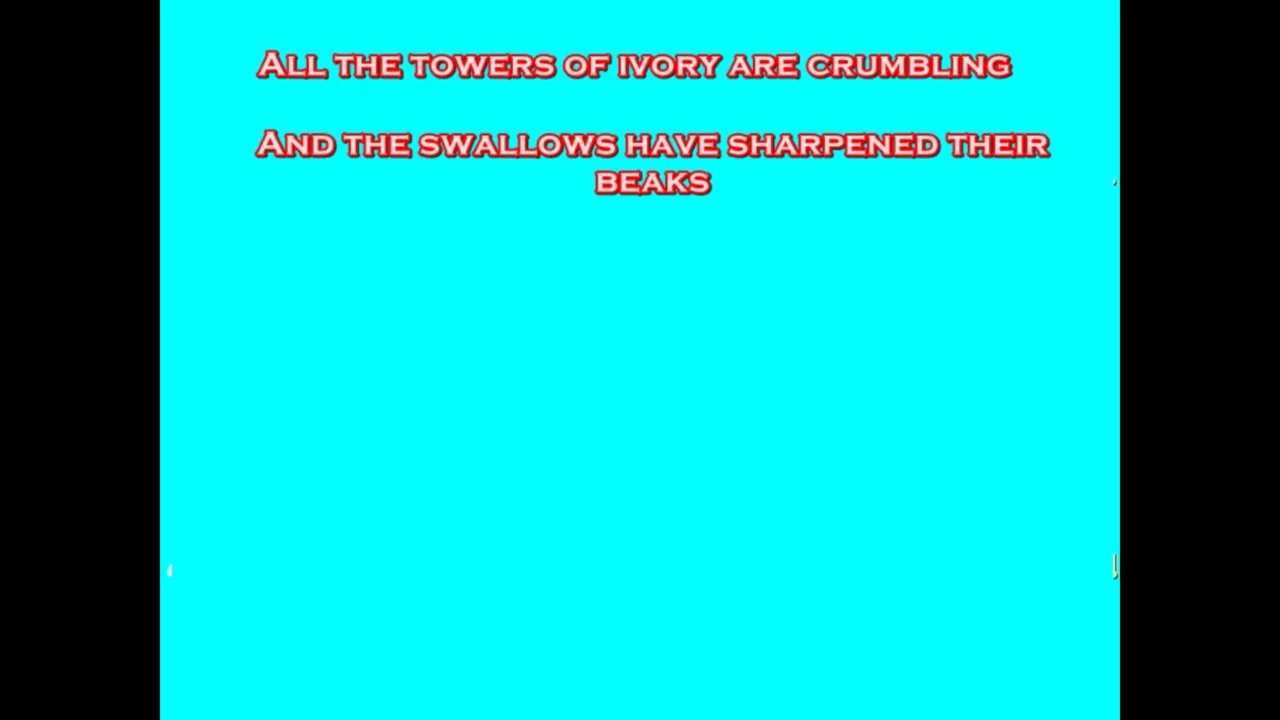 All the towers of ivory are crumbling
And the swallows have sharpened their
beaks